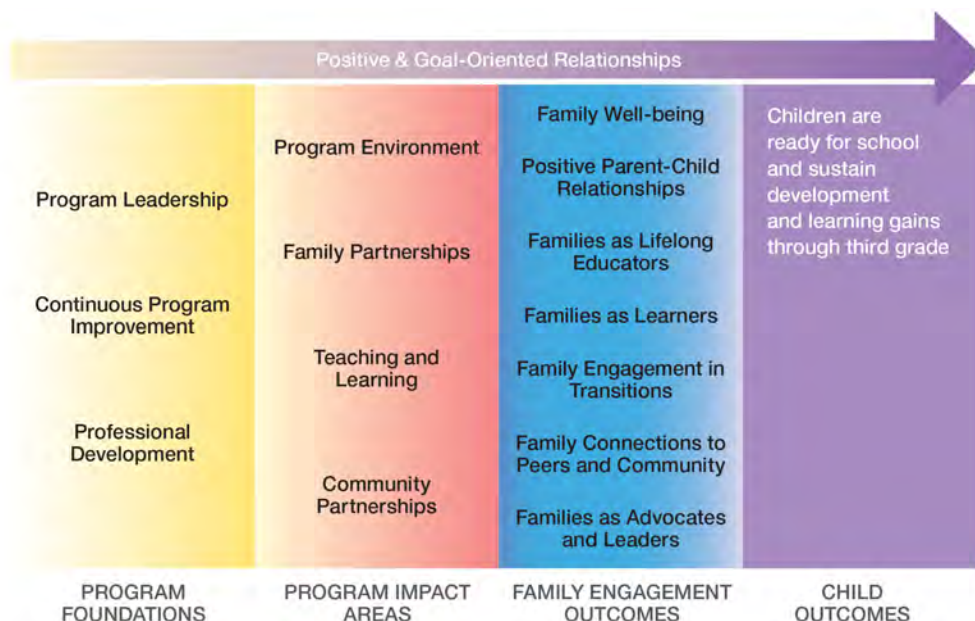 Positive & Goal-Oriented Relationships
Program Leadership
Continuous Program
Improvement
Professional
Development
Program Environment
Family Partnerships
Teaching and
Learning
Community
Partnerships
Family Well-being
Positive Parent-Child
Relationships
Families as Lifelong
Educators
Families as Learners
Family Engagement in
Transitions
Family Connections to
Peers and Community
Families as Advocates
and Leaders
Children are
ready for school
and sustain
development
and learning gains
through third grade
PROGRAM
FOUNDATIONS
PROGRAM IMPACT
AREAS
FAMILY ENGAGEMENT
OUTCOMES
CHILD
OUTCOMES